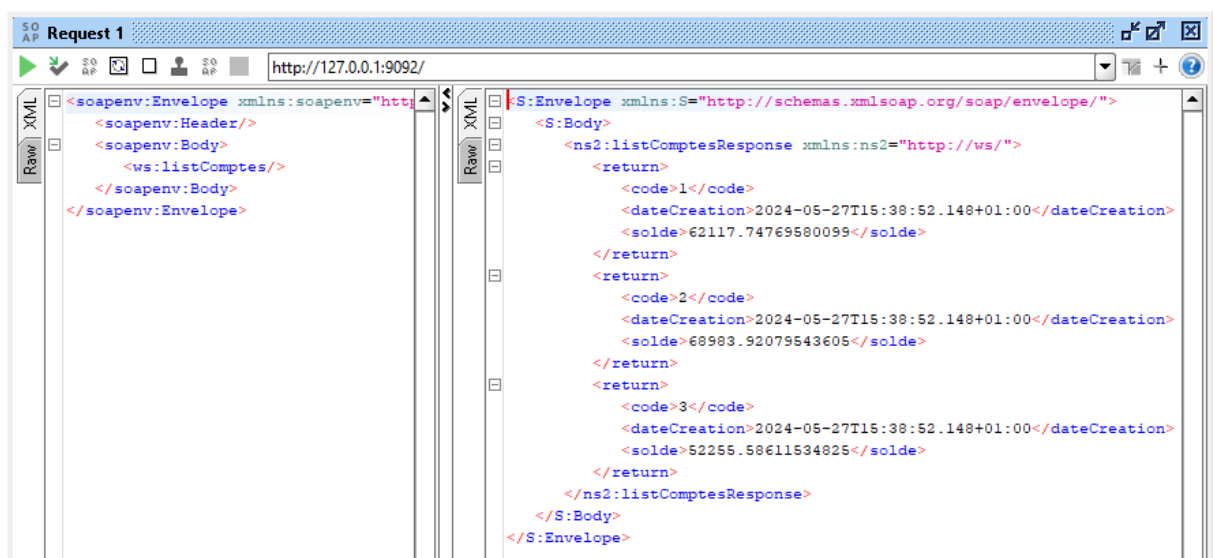 SOAP Request 1
http://127.0.0.1:9092/
XML
Raw
<soapenv:Envelope xmlns:soapenv="http
<soapenv:Header/>
<soapenv:Body>
<ws:listComptes/>
</soapenv:Body>
</soapenv:Envelope>
XML
Raw
<S:Envelope xmlns:S="http://schemas.xmlsoap.org/soap/envelope/">
<S:Body>
<ns2:listComptesResponse xmlns:ns2="http://ws/">
<return>
<code>1</code>
<dateCreation>2024-05-27T15:38:52.148+01:00</dateCreation>
<solde>62117.74769580099</solde>
</return>
<return>
<code>2</code>
<dateCreation>2024-05-27T15:38:52.148+01:00</dateCreation>
<solde>68983.92079543605</solde>
</return>
<return>
<code>3</code>
<dateCreation>2024-05-27T15:38:52.148+01:00</dateCreation>
<solde>52255.58611534825</solde>
</return>
</ns2:listComptesResponse>
</S:Body>
</S:Envelope>